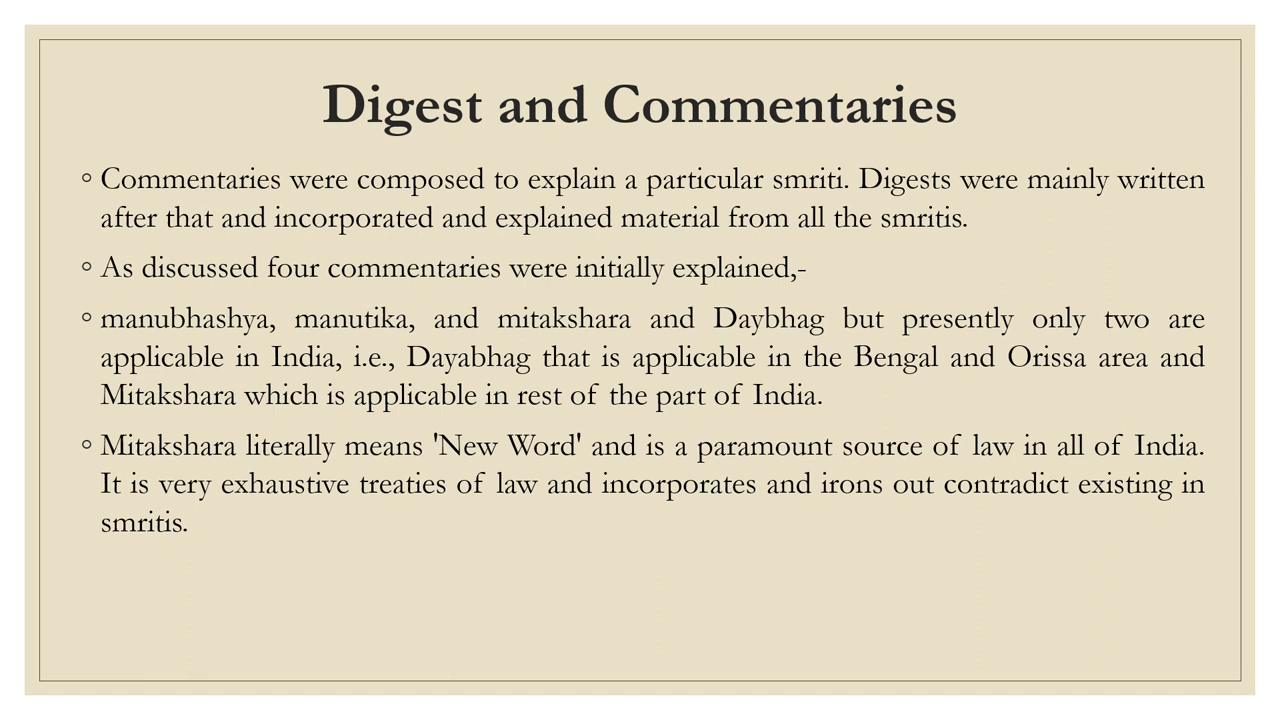 Digest and Commentaries
◦ Commentaries were composed to explain a particular smriti. Digests were mainly written
after that and incorporated and explained material from all the smritis.
◦ As discussed four commentaries were initially explained,-
◦ manubhashya, manutika, and mitakshara and Daybhag but presently only two are
applicable in India, i.e., Dayabhag that is applicable in the Bengal and Orissa area and
Mitakshara which is applicable in rest of the part of India.
◦ Mitakshara literally means 'New Word' and is a paramount source of law in all of India.
It is very exhaustive treaties of law and incorporates and irons out contradict existing in
smritis.